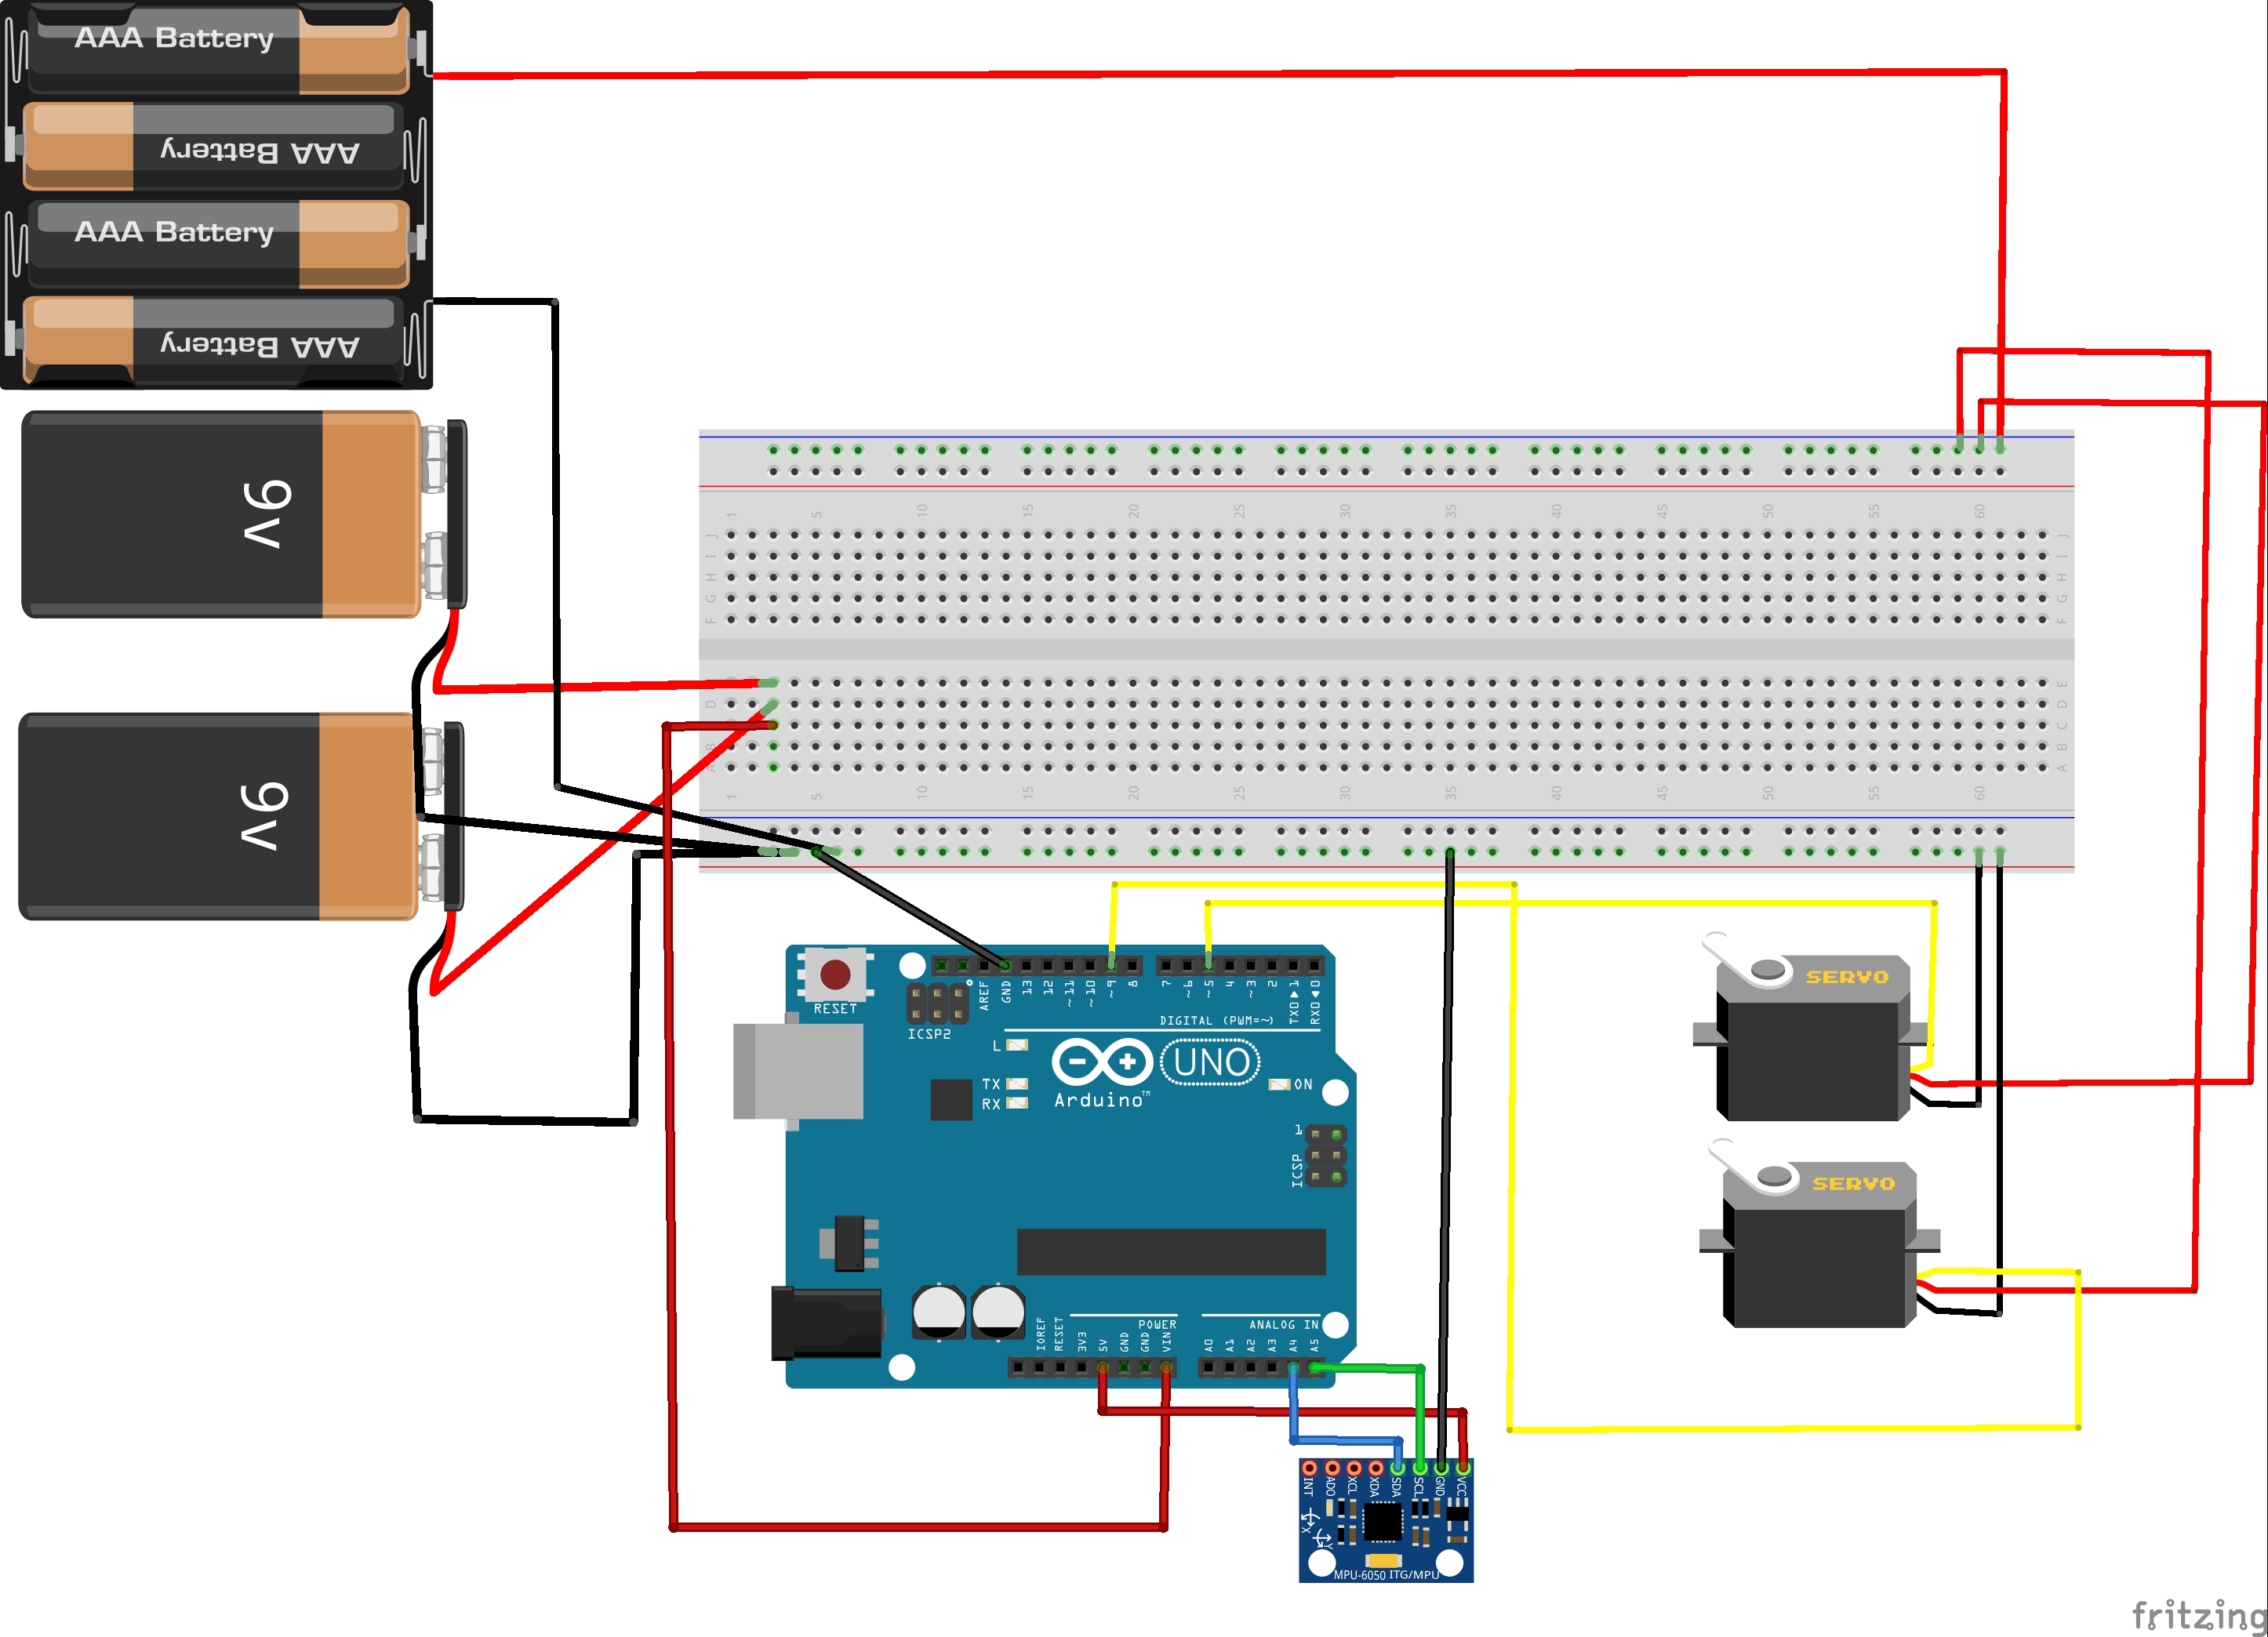 AAA Battery
AAA Battery
AAA Battery
AAA Battery
9v
9v
1 5 10 15 20 25 30 35 40 45 50 55 60
J J
I I
H H
G G
F F
E
D D
C
B B
A A
1 5 10 15 20 25 30 35 40 45 50 55 60
RESET
ICSP2
AREF
GND
13
12
~11
~10
~9
8
7
~6
~5
4
~3
2
TX0▶1
RX0◀0
DIGITAL (PWM=~)
L
TX
RX
UNO
Arduino™
ON
1
ICSP
IOREF
RESET
3V3
5V
GND
GND
VIN
POWER
A0
A1
A2
A3
A4
A5
ANALOG IN
SERVO
SERVO
INT
AD0
XCL
XDA
SDA
SCL
GND
VCC
X
Y
MPU-6050 ITG/MPU
fritzing